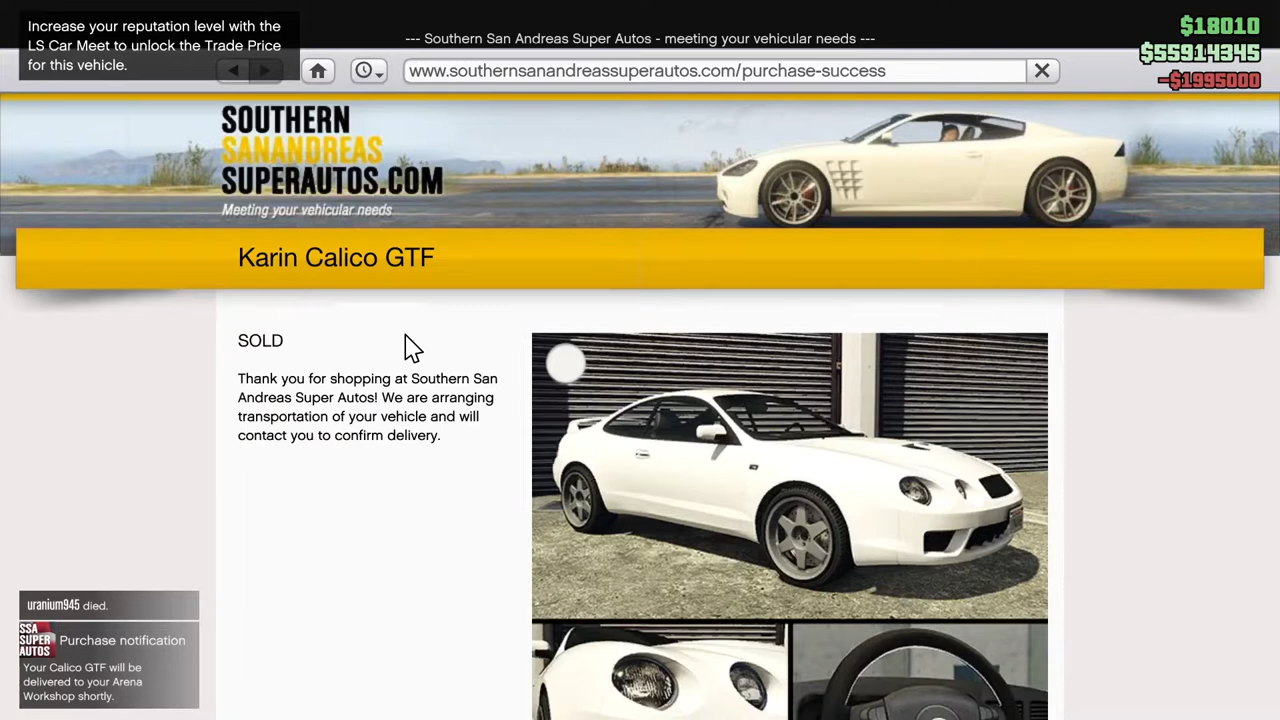 Increase your reputation level with the
LS Car Meet to unlock the Trade Price
for this vehicle.
--- Southern San Andreas Super Autos - meeting your vehicular needs ---
$18010
$55914345
-$1995000
www.southernsanandreassuperautos.com/purchase-success
SOUTHERN
SANANDREAS
SUPERAUTOS.COM
Meeting your vehicular needs
Karin Calico GTF
SOLD
Thank you for shopping at Southern San
Andreas Super Autos! We are arranging
transportation of your vehicle and will
contact you to confirm delivery.
uranium945 died.
SSA
SUPER
AUTOS
Purchase notification
Your Calico GTF will be
delivered to your Arena
Workshop shortly.